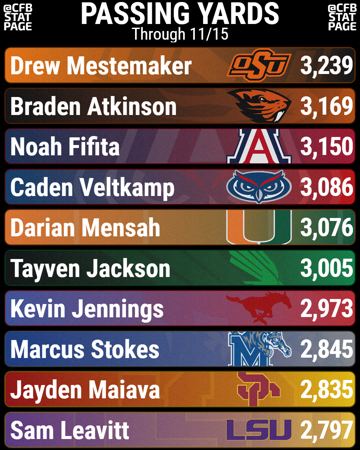 @CFB
STAT
PAGE
PASSING YARDS
Through 11/15
@CFB
STAT
PAGE
Drew Mestemaker OSU 3,239
Braden Atkinson 3,169
Noah Fifita A 3,150
Caden Veltkamp 3,086
Darian Mensah U 3,076
Tayven Jackson 3,005
Kevin Jennings 2,973
Marcus Stokes M 2,845
Jayden Maiava SC 2,835
Sam Leavitt LSU 2,797